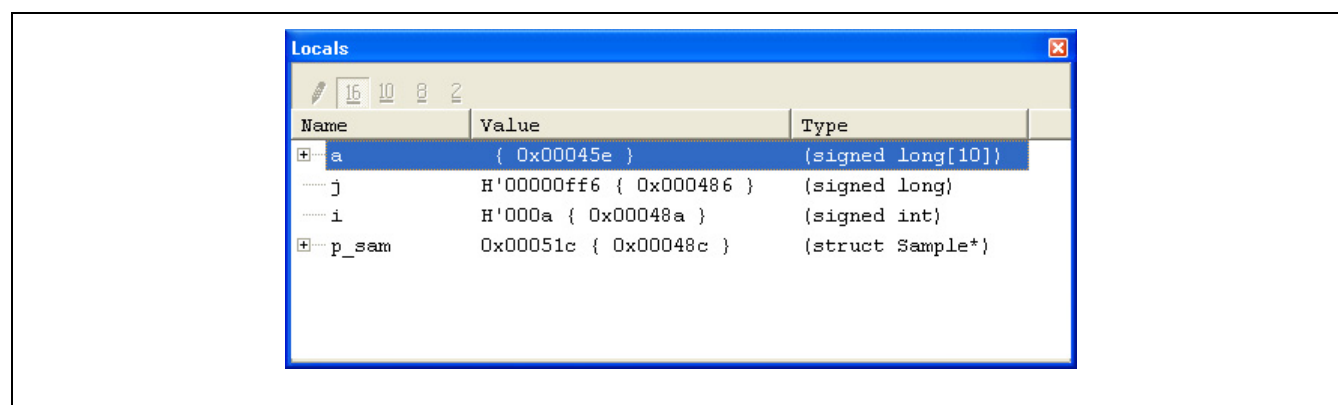 Locals
16 10 8 2
Name Value Type
a { 0x00045e } (signed long[10])
j H'00000ff6 { 0x000486 } (signed long)
i H'000a { 0x00048a } (signed int)
p_sam 0x00051c { 0x00048c } (struct Sample*)